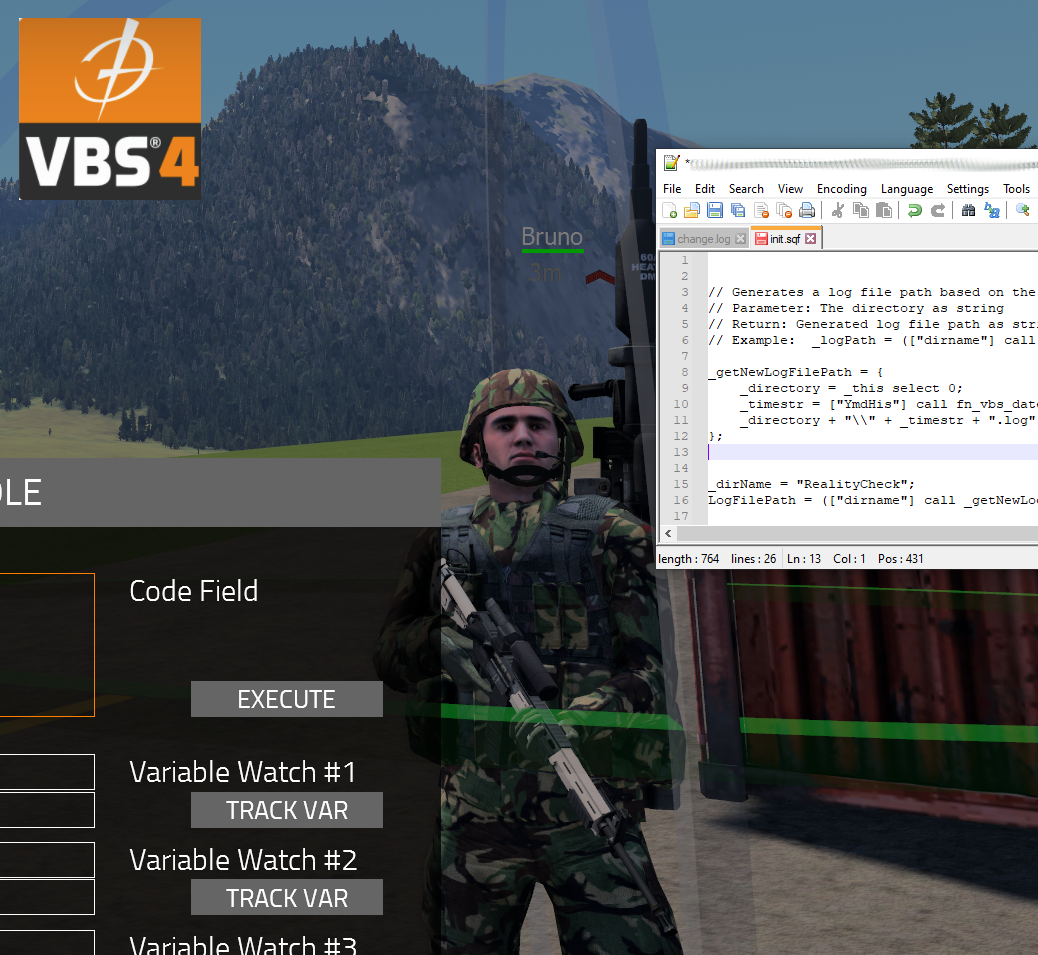 VBS®4
Bruno
3m
60A
HEAT
DM
File Edit Search View Encoding Language Settings Tools
change.log init.sqf
1
2
3 // Generates a log file path based on the
4 // Parameter: The directory as string
5 // Return: Generated log file path as stri
6 // Example:  _logPath = (["dirname"] call
7
8 _getNewLogFilePath = {
9     _directory = _this select 0;
10     _timestr = ["YmdHis"] call fn_vbs_date
11     _directory + "\\" + _timestr + ".log"
12 };
13
14
15 _dirName = "RealityCheck";
16 LogFilePath = (["dirname"] call _getNewLog
17
length : 764 lines : 26 Ln : 13 Col : 1 Pos : 431
OLE
Code Field
EXECUTE
Variable Watch #1
TRACK VAR
Variable Watch #2
TRACK VAR
Variable Watch #3